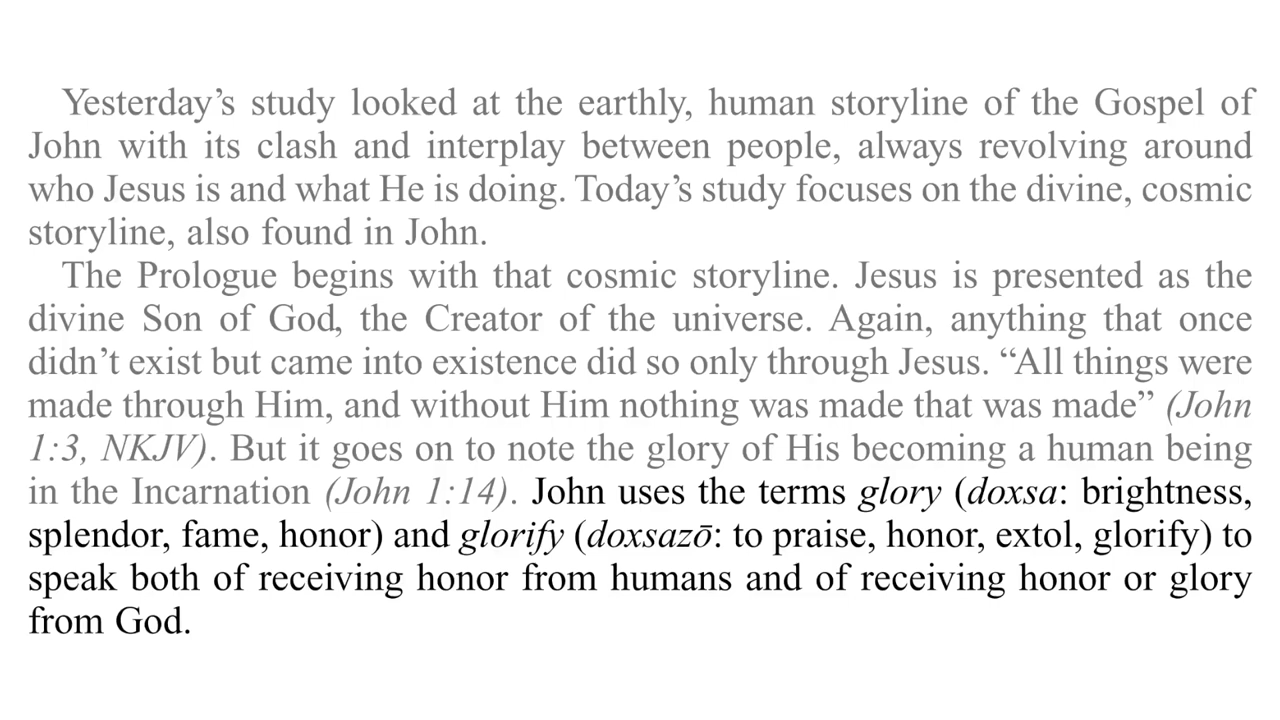 Yesterday’s study looked at the earthly, human storyline of the Gospel of
John with its clash and interplay between people, always revolving around
who Jesus is and what He is doing. Today’s study focuses on the divine, cosmic
storyline, also found in John.
The Prologue begins with that cosmic storyline. Jesus is presented as the
divine Son of God, the Creator of the universe. Again, anything that once
didn’t exist but came into existence did so only through Jesus. “All things were
made through Him, and without Him nothing was made that was made” (John
1:3, NKJV). But it goes on to note the glory of His becoming a human being
in the Incarnation (John 1:14). John uses the terms glory (doxsa: brightness,
splendor, fame, honor) and glorify (doxsazō: to praise, honor, extol, glorify) to
speak both of receiving honor from humans and of receiving honor or glory
from God.